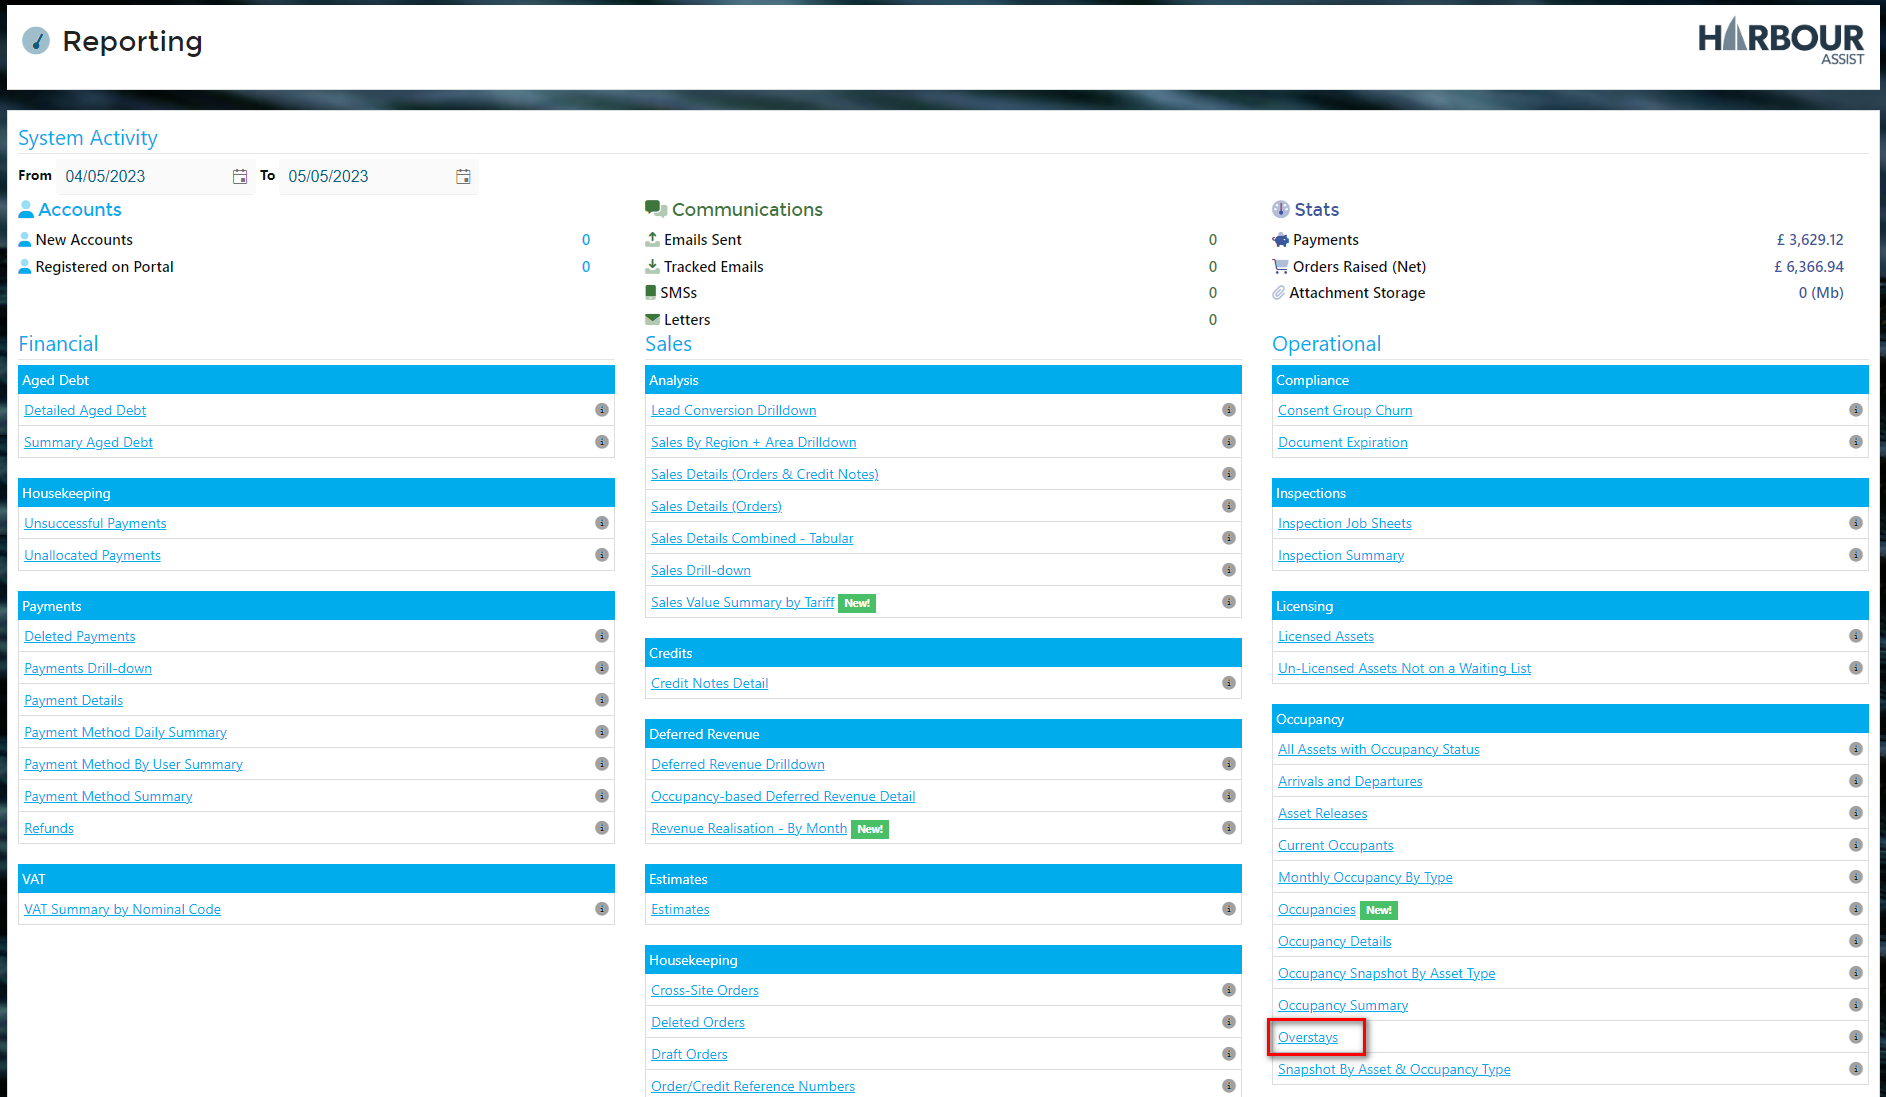 Reporting
HARBOUR
ASSIST
System Activity
From 04/05/2023 To 05/05/2023
Accounts
New Accounts 0
Registered on Portal 0
Communications
Emails Sent 0
Tracked Emails 0
SMSs 0
Letters 0
Stats
Payments £ 3,629.12
Orders Raised (Net) £ 6,366.94
Attachment Storage 0 (Mb)
Financial
Aged Debt
Detailed Aged Debt
Summary Aged Debt
Housekeeping
Unsuccessful Payments
Unallocated Payments
Payments
Deleted Payments
Payments Drill-down
Payment Details
Payment Method Daily Summary
Payment Method By User Summary
Payment Method Summary
Refunds
VAT
VAT Summary by Nominal Code
Sales
Analysis
Lead Conversion Drilldown
Sales By Region + Area Drilldown
Sales Details (Orders & Credit Notes)
Sales Details (Orders)
Sales Details Combined - Tabular
Sales Drill-down
Sales Value Summary by Tariff New!
Credits
Credit Notes Detail
Deferred Revenue
Deferred Revenue Drilldown
Occupancy-based Deferred Revenue Detail
Revenue Realisation - By Month New!
Estimates
Estimates
Housekeeping
Cross-Site Orders
Deleted Orders
Draft Orders
Order/Credit Reference Numbers
Operational
Compliance
Consent Group Churn
Document Expiration
Inspections
Inspection Job Sheets
Inspection Summary
Licensing
Licensed Assets
Un-Licensed Assets Not on a Waiting List
Occupancy
All Assets with Occupancy Status
Arrivals and Departures
Asset Releases
Current Occupants
Monthly Occupancy By Type
Occupancies New!
Occupancy Details
Occupancy Snapshot By Asset Type
Occupancy Summary
Overstays
Snapshot By Asset & Occupancy Type